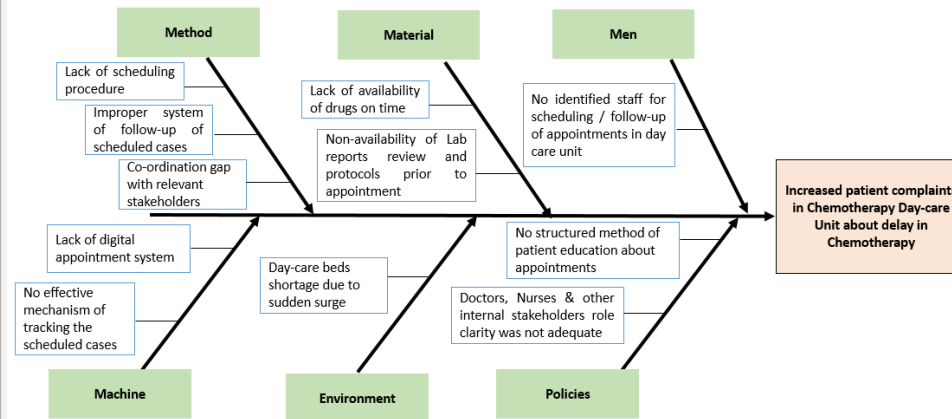 Method
Material
Men
Lack of scheduling
procedure
Improper system
of follow-up of
scheduled cases
Co-ordination gap
with relevant
stakeholders
Lack of availability
of drugs on time
Non-availability of Lab
reports review and
protocols prior to
appointment
No identified staff for
scheduling / follow-up
of appointments in day
care unit
Increased patient complaints
in Chemotherapy Day-care
Unit about delay in
Chemotherapy
Lack of digital
appointment system
No effective
mechanism of
tracking the
scheduled cases
Day-care beds
shortage due to
sudden surge
No structured method of
patient education about
appointments
Doctors, Nurses & other
internal stakeholders role
clarity was not adequate
Machine
Environment
Policies